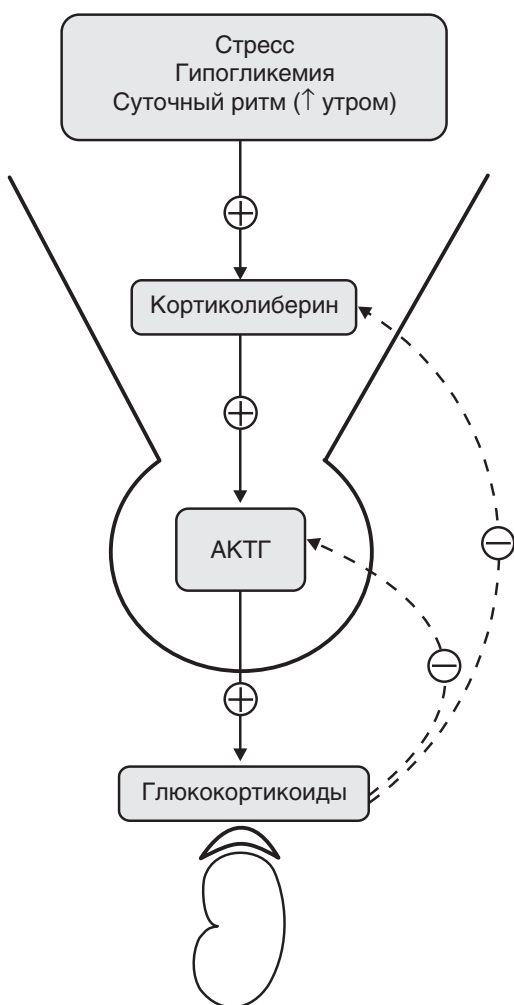 Стресс
Гипогликемия
Суточный ритм (↑ утром)
Кортиколиберин
АКТГ
Глюкокортикоиды